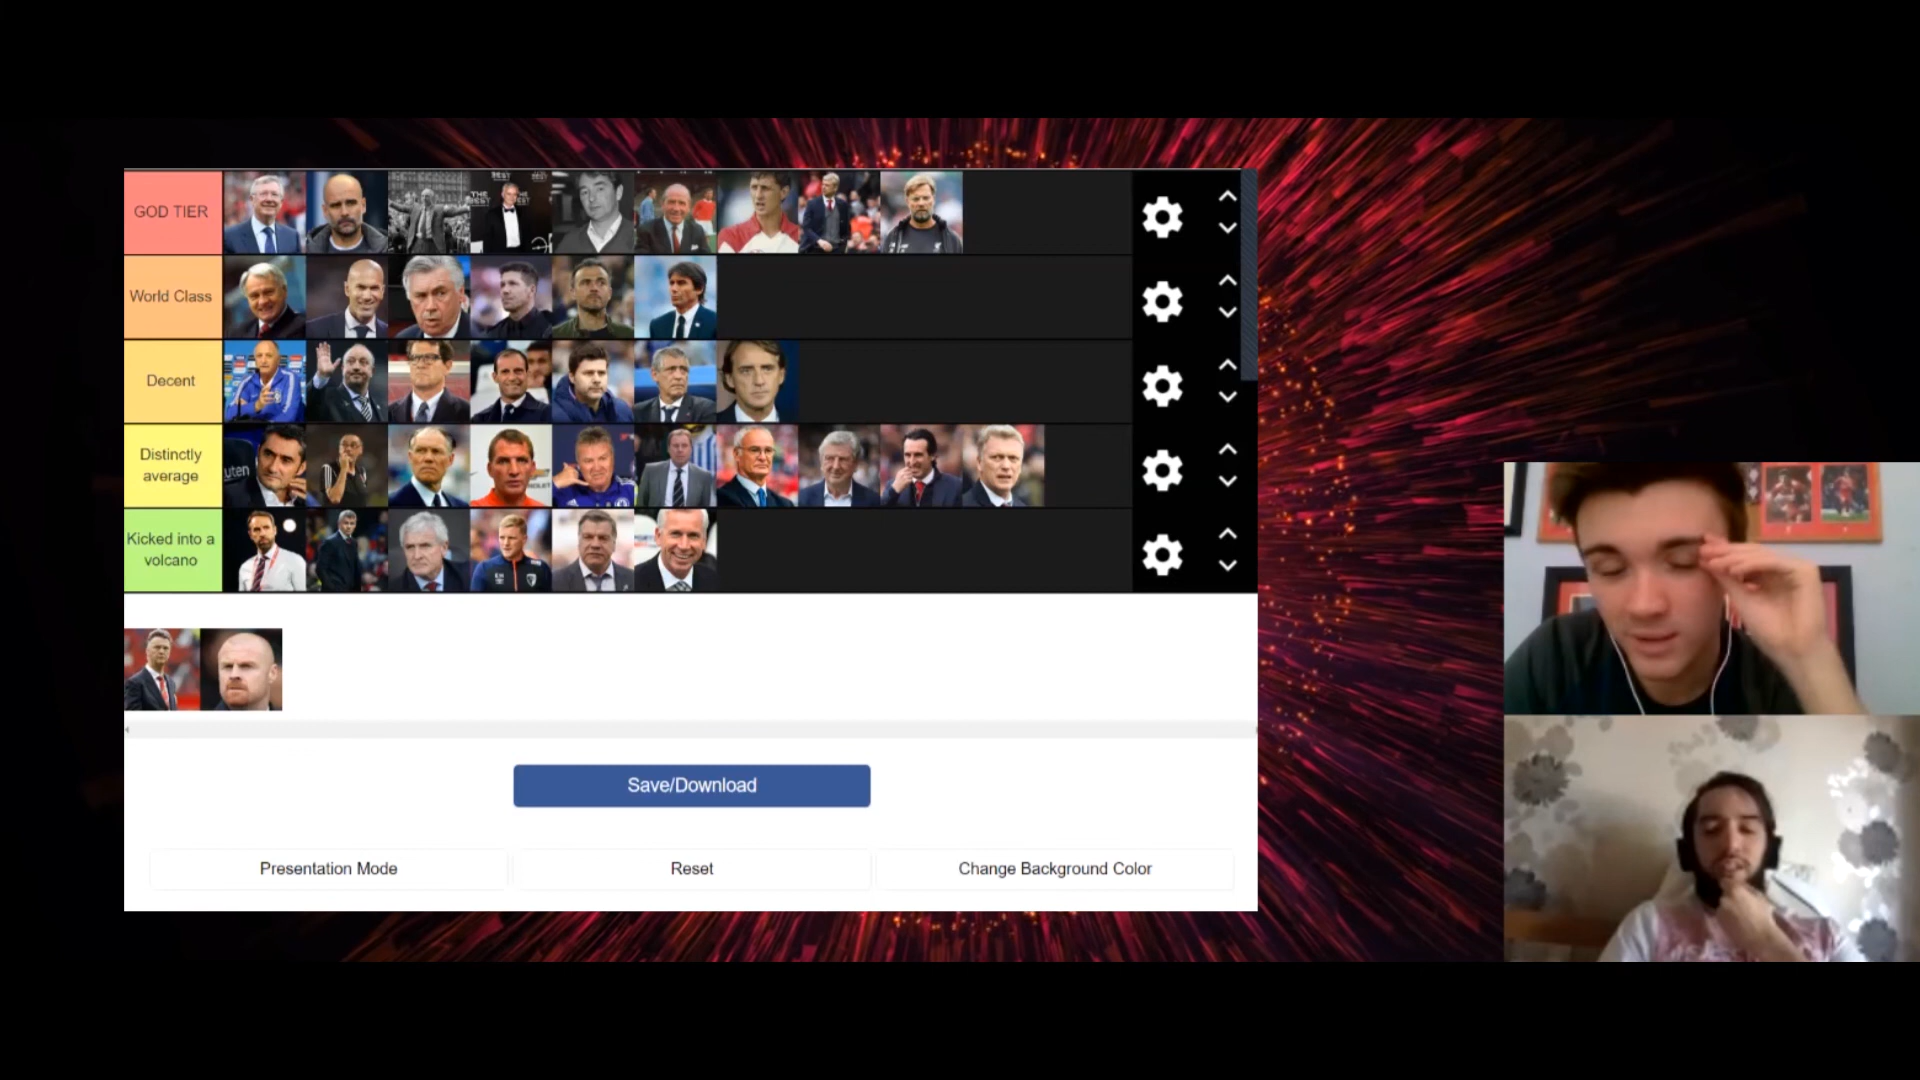 GOD TIER
World Class
Decent
Distinctly
average
Kicked into a
volcano
Save/Download
Presentation Mode
Reset
Change Background Color